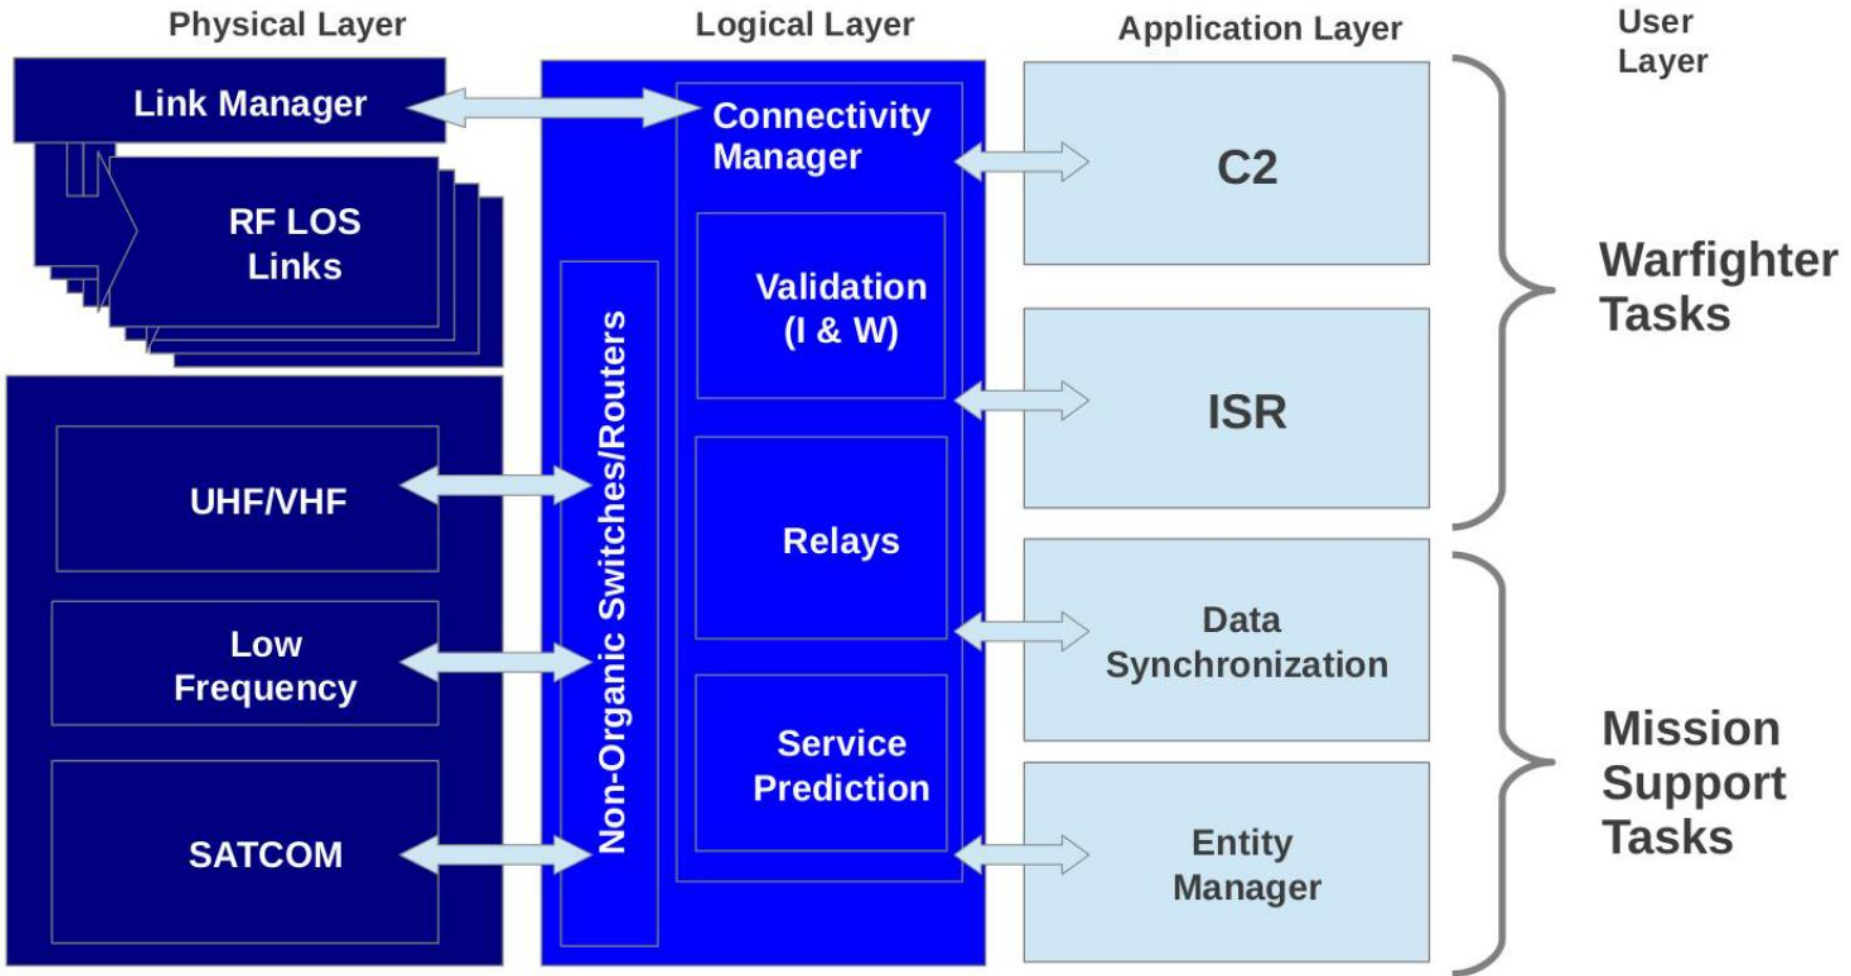 Physical Layer
Logical Layer
Application Layer
User
Layer
Link Manager
RF LOS
Links
UHF/VHF
Low
Frequency
SATCOM
Non-Organic Switches/Routers
Connectivity
Manager
Validation
(I & W)
Relays
Service
Prediction
C2
ISR
Data
Synchronization
Entity
Manager
Warfighter
Tasks
Mission
Support
Tasks